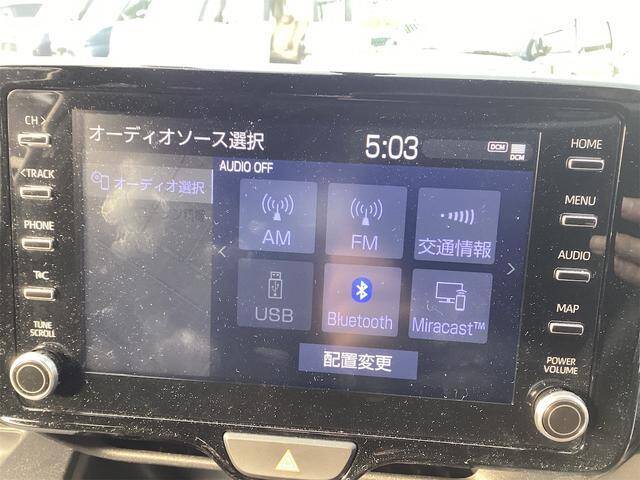 CH >
< TRACK
PHONE
T/C
TUNE
SCROLL
オーディオソース選択
5:03
DCM
DCM
オーディオ選択
AUDIO OFF
AM
FM
交通情報
USB
Bluetooth
Miracast™
配置変更
HOME
MENU
AUDIO
MAP
POWER
VOLUME